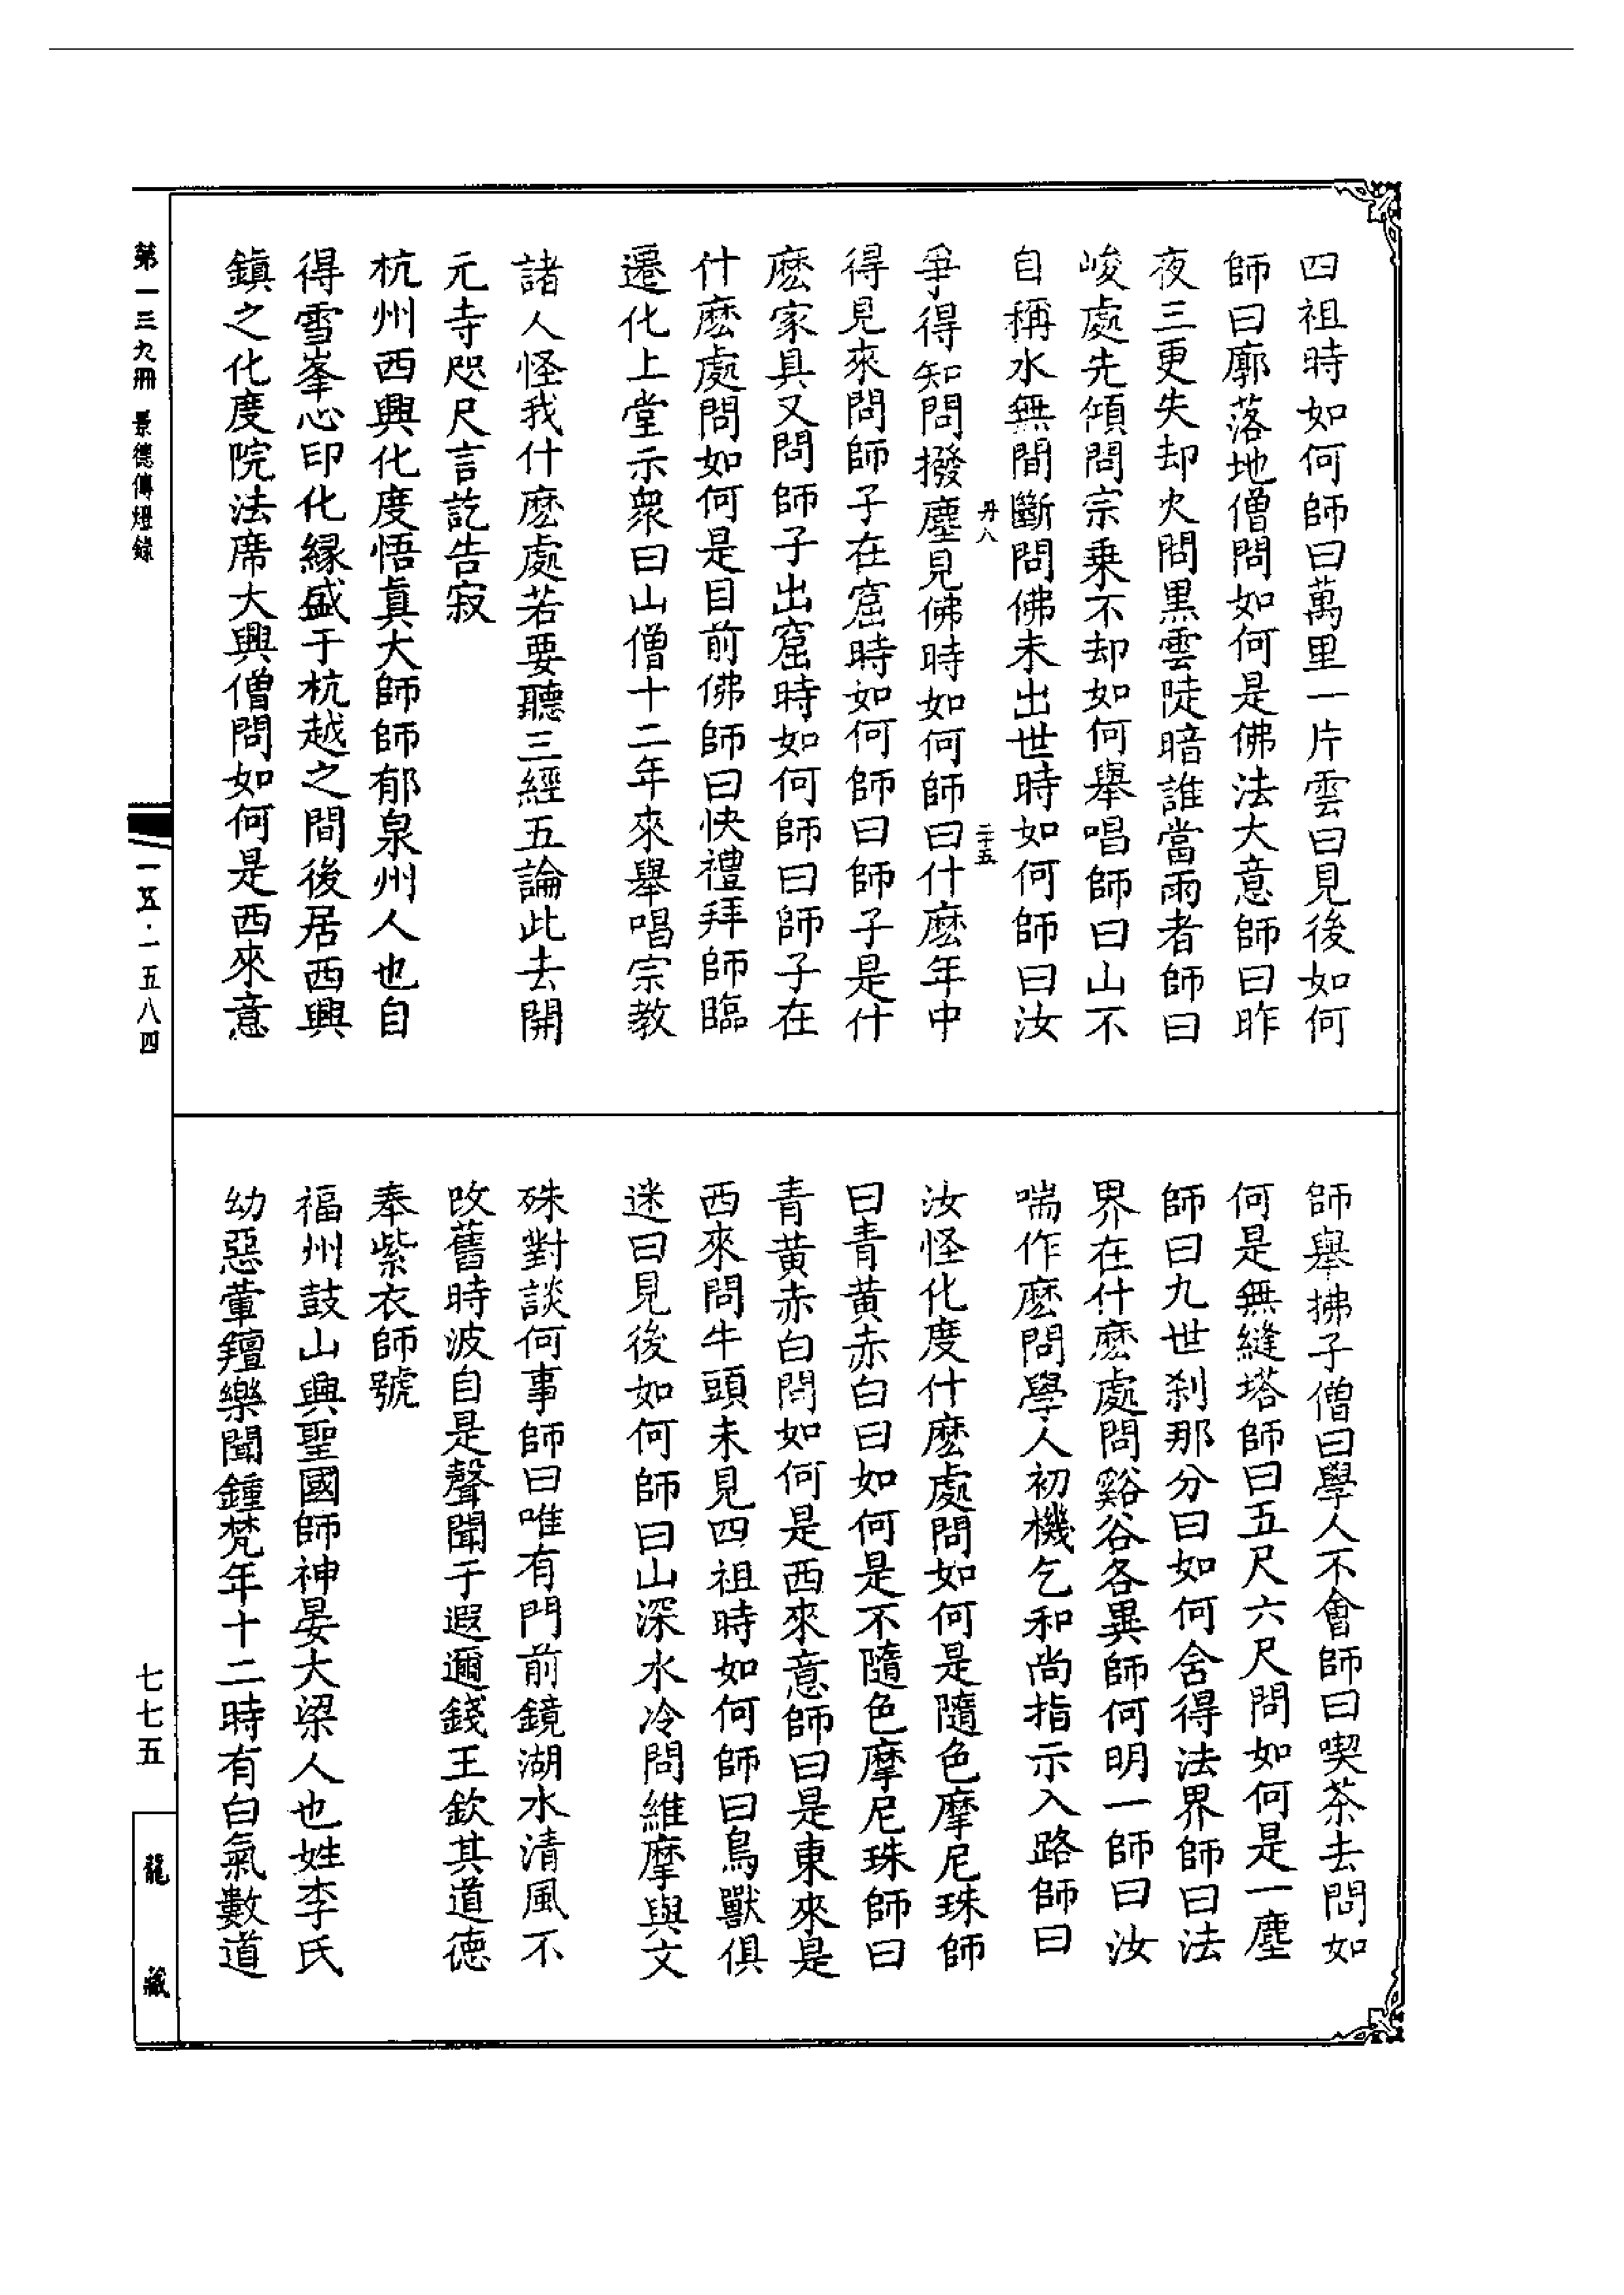 四祖時如何師曰萬里一片雲曰見後如何
師曰廓落地僧問如何是佛法大意師曰昨
夜三更失却火問黑雲陡暗誰當雨者師曰
峻處先傾問宗乗不却如何舉唱師曰山不
自稱水無間斷問佛未出世時如何師曰汝
丹八
二十五
爭得知問撥塵見佛時如何師曰什麽年中
得見來問師子在窟時如何師曰師子是什
麽家具又問師子出窟時如何師曰師子在
什麽處問如何是目前佛師曰快禮拜師臨
遷化上堂示衆曰山僧十二年來舉唱宗教
諸人怪我什麽處若要聽三經五論此去開
元寺咫尺言訖告寂
杭州西興化度悟眞大師師郁泉州人也自
得雪峯心印化縁盛于杭越之間後居西興
鎮之化度院法席大興僧問如何是西來意
師舉拂子僧曰學人不會師曰喫茶去問如
何是無縫塔師曰五尺六尺問如何是一塵
師曰九世刹那分曰如何含得法界師曰法
界在什麽處問谿谷各異師何明一師曰汝
喘作麽問學人初機乞和尚指示入路師曰
汝怪化度什麽處問如何是隨色摩尼珠師
曰青黄赤白曰如何是不隨色摩尼珠師曰
青黄赤白問如何是西來意師曰是東來是
西來問牛頭未見四祖時如何師曰鳥獸俱
迷曰見後如何師曰山深水冷問維摩與文
殊對談何事師曰唯有門前鏡湖水清風不
改舊時波自是聲聞于遐邇錢王欽其道德
奉紫衣師號
福州鼓山興聖國師神晏大梁人也姓李氏
幼惡葷羶樂聞鍾梵年十二時有白氣數道
第一三九冊 景德傳燈錄
一五·一五八四
七七五
龍藏